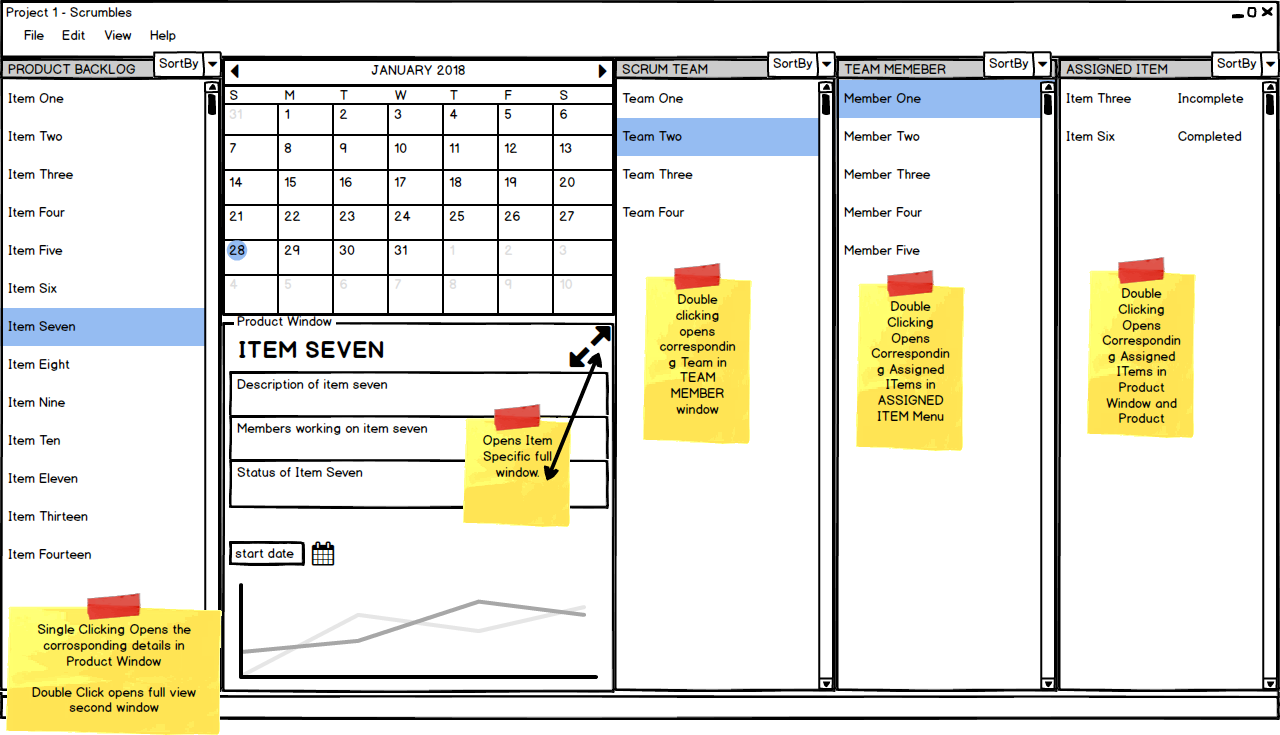 Project 1 - Scrumbles
File Edit View Help
PRODUCT BACKLOG
SortBy
Item One
Item Two
Item Three
Item Four
Item Five
Item Six
Item Seven
Item Eight
Item Nine
Item Ten
Item Eleven
Item Thirteen
Item Fourteen
Single Clicking Opens the
corrosponding details in
Product Window
Double Click opens full view
second window
JANUARY 2018
S M T W T F S
31 1 2 3 4 5 6
7 8 9 10 11 12 13
14 15 16 17 18 19 20
21 22 23 24 25 26 27
28 29 30 31 1 2 3
4 5 6 7 8 9 10
Product Window
ITEM SEVEN
Description of item seven
Members working on item seven
Status of Item Seven
Opens Item
Specific full
window.
start date
SCRUM TEAM
SortBy
Team One
Team Two
Team Three
Team Four
Double
clicking
opens
correspondin
g Team in
TEAM
MEMBER
window
TEAM MEMEBER
SortBy
Member One
Member Two
Member Three
Member Four
Member Five
Double
Clicking
Opens
Correspondin
g Assigned
ITems in
ASSIGNED
ITEM Menu
ASSIGNED ITEM
SortBy
Item Three Incomplete
Item Six Completed
Double
Clicking
Opens
Correspondin
g Assigned
ITems in
Product
Window and
Product